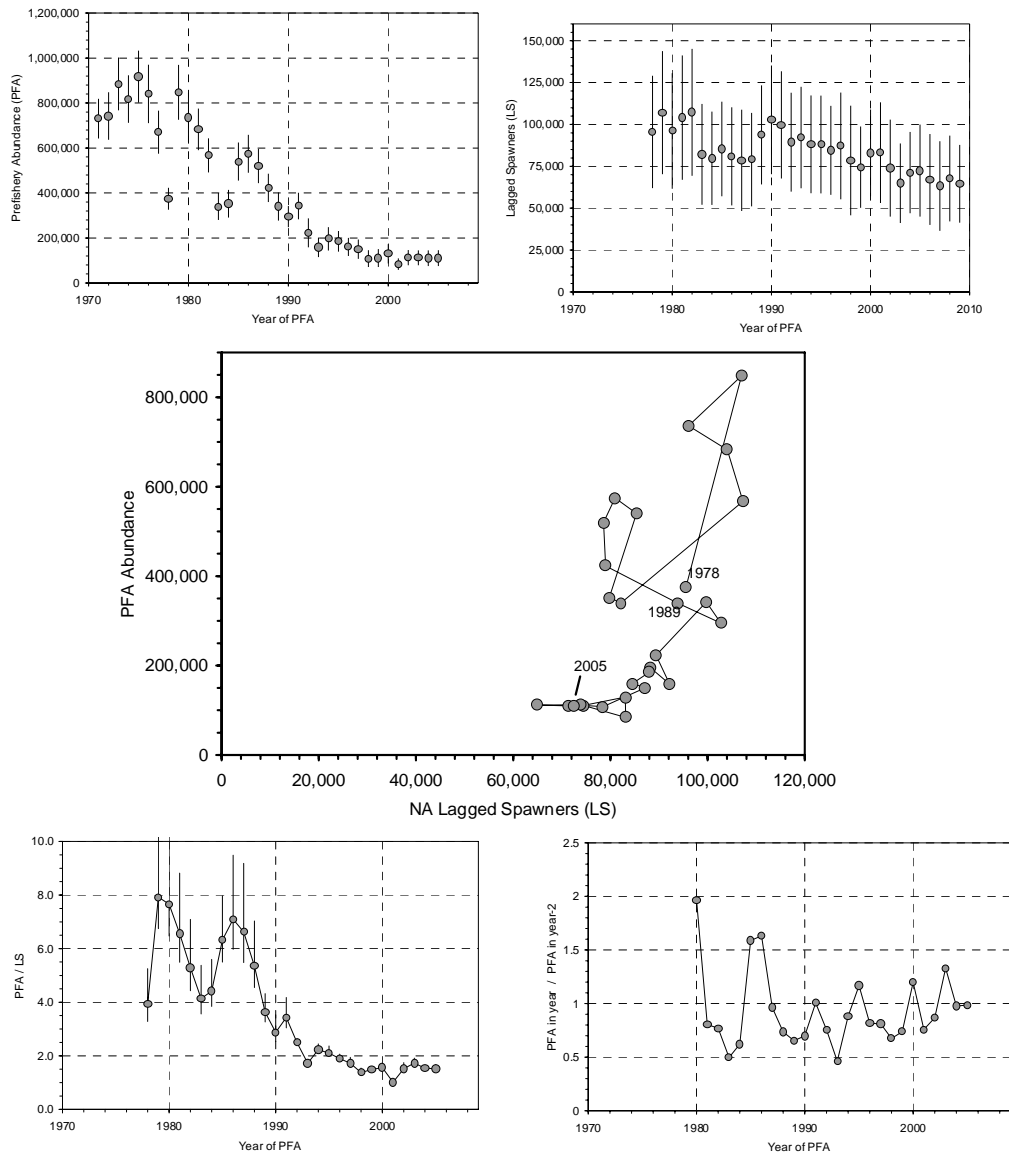 Prefishery Abundance (PFA)
1,200,000
1,000,000
800,000
600,000
400,000
200,000
0
1970 1980 1990 2000
Year of PFA
Lagged Spawners (LS)
150,000
125,000
100,000
75,000
50,000
25,000
0
1970 1980 1990 2000 2010
Year of PFA
PFA Abundance
800,000
600,000
400,000
200,000
0
1978
1989
2005
0 20,000 40,000 60,000 80,000 100,000 120,000
NA Lagged Spawners (LS)
PFA / LS
10.0
8.0
6.0
4.0
2.0
0.0
1970 1980 1990 2000
Year of PFA
PFA in year / PFA in year-2
2.5
2
1.5
1
0.5
0
1970 1980 1990 2000
Year of PFA